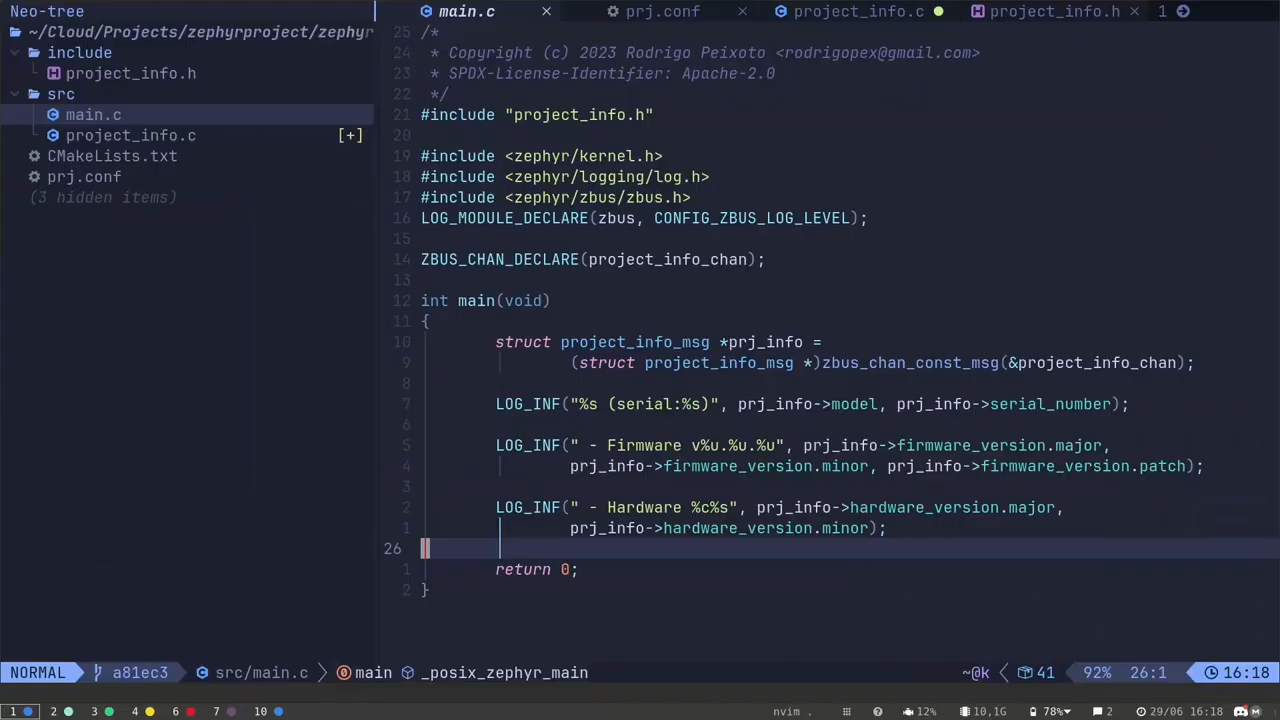 Neo-tree
~/Cloud/Projects/zephyrproject/zephyr
include
project_info.h
src
main.c
project_info.c [+]
CMakeLists.txt
prj.conf
(3 hidden items)
main.c prj.conf project_info.c project_info.h 1
25 /*
24 * Copyright (c) 2023 Rodrigo Peixoto <rodrigopex@gmail.com>
23 * SPDX-License-Identifier: Apache-2.0
22 */
21 #include "project_info.h"
20
19 #include <zephyr/kernel.h>
18 #include <zephyr/logging/log.h>
17 #include <zephyr/zbus/zbus.h>
16 LOG_MODULE_DECLARE(zbus, CONFIG_ZBUS_LOG_LEVEL);
15
14 ZBUS_CHAN_DECLARE(project_info_chan);
13
12 int main(void)
11 {
10 struct project_info_msg *prj_info =
9 (struct project_info_msg *)zbus_chan_const_msg(&project_info_chan);
8
7 LOG_INF("%s (serial:%s)", prj_info->model, prj_info->serial_number);
6
5 LOG_INF(" - Firmware v%u.%u.%u", prj_info->firmware_version.major,
4 prj_info->firmware_version.minor, prj_info->firmware_version.patch);
3
2 LOG_INF(" - Hardware %c%s", prj_info->hardware_version.major,
1 prj_info->hardware_version.minor);
26
1 return 0;
2 }
NORMAL a81ec3 src/main.c main _posix_zephyr_main ~@k 41 92% 26:1 16:18
1 2 3 4 5 6 7 10 nvim . 12% 10,1G 78% 2 29/06 16:18